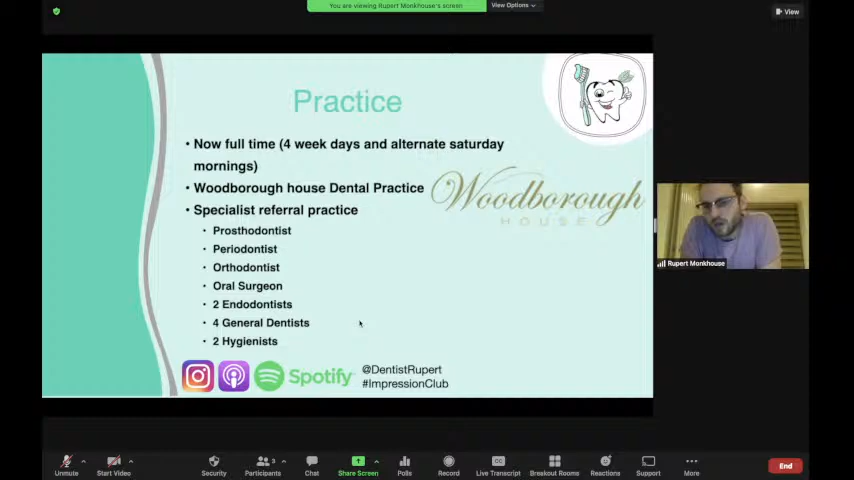 You are viewing Rupert Monkhouse's screen
View Options
View
Practice
• Now full time (4 week days and alternate saturday
mornings)
• Woodborough house Dental Practice
Woodborough
HOUSE
• Specialist referral practice
• Prosthodontist
• Periodontist
• Orthodontist
• Oral Surgeon
• 2 Endodontists
• 4 General Dentists
• 2 Hygienists
Spotify
@DentistRupert
#ImpressionClub
Rupert Monkhouse
Unmute
Start Video
Security
Participants
3
Chat
Share Screen
Polls
Record
CC
Live Transcript
Breakout Rooms
Reactions
Support
More
End